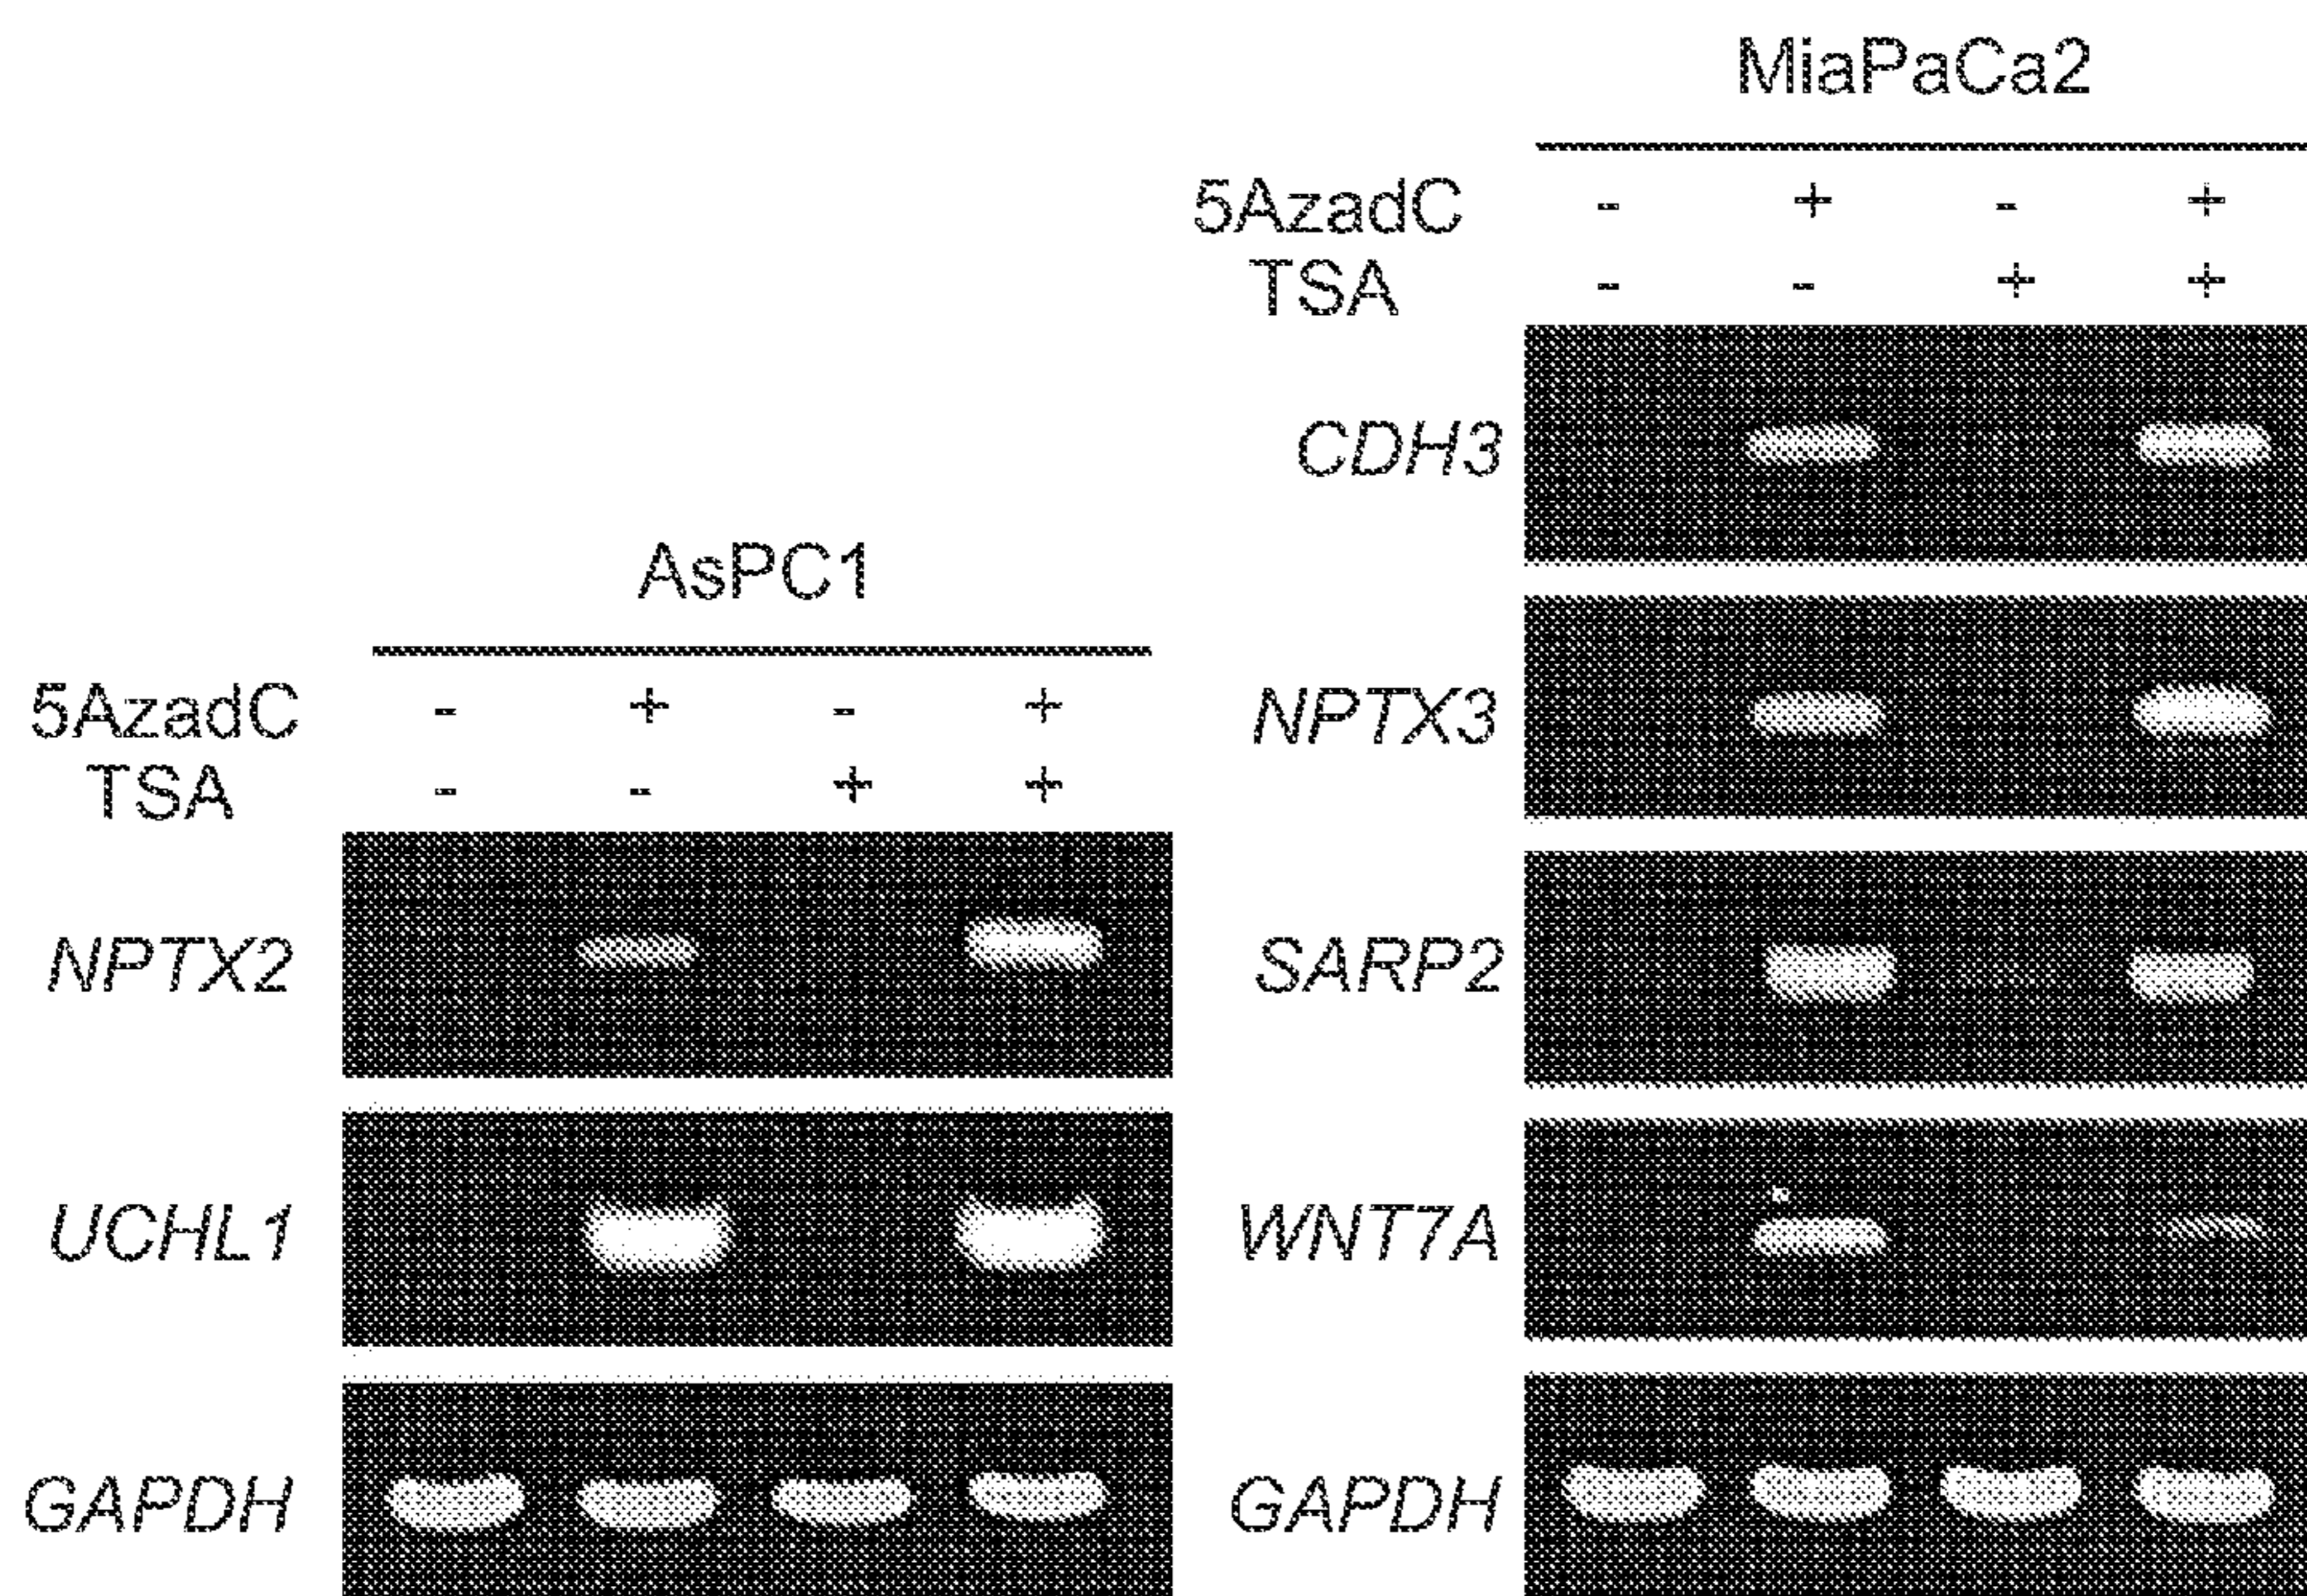 AsPC1
5AzadC - + - +
TSA - - + +
NPTX2
UCHL1
GAPDH
MiaPaCa2
5AzadC - + - +
TSA - - + +
CDH3
NPTX3
SARP2
WNT7A
GAPDH